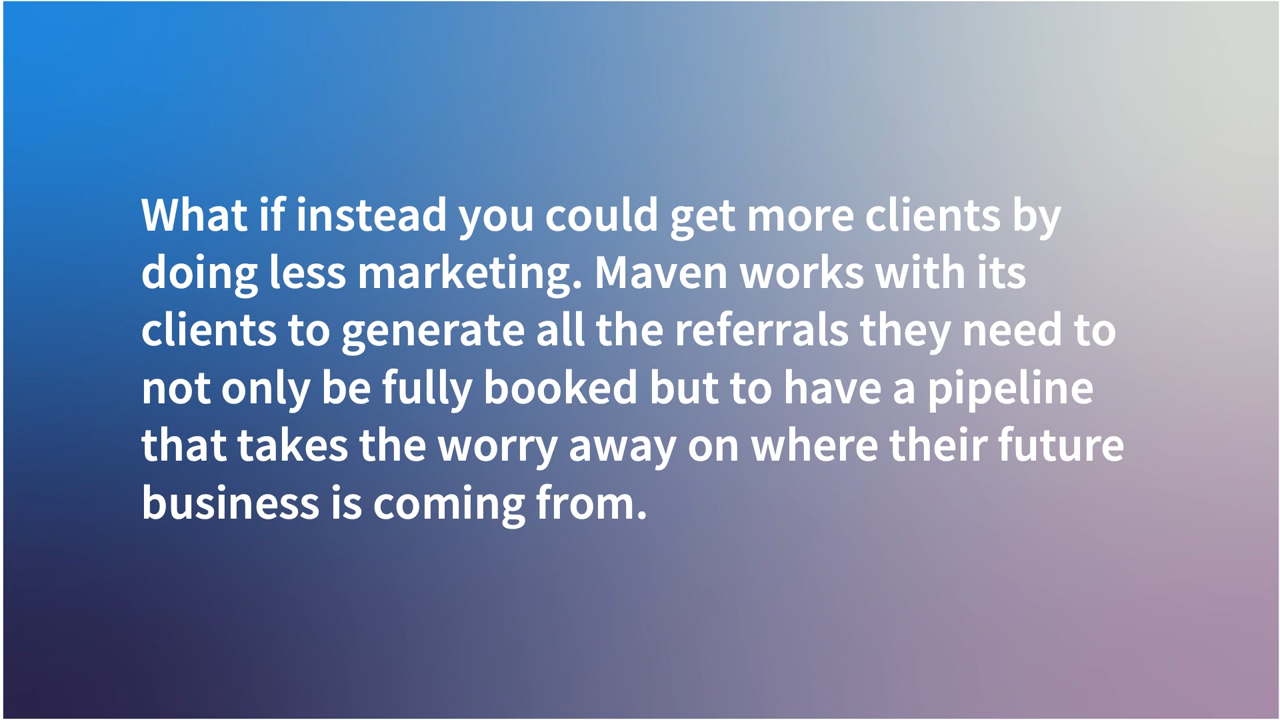 What if instead you could get more clients by
doing less marketing. Maven works with its
clients to generate all the referrals they need to
not only be fully booked but to have a pipeline
that takes the worry away on where their future
business is coming from.